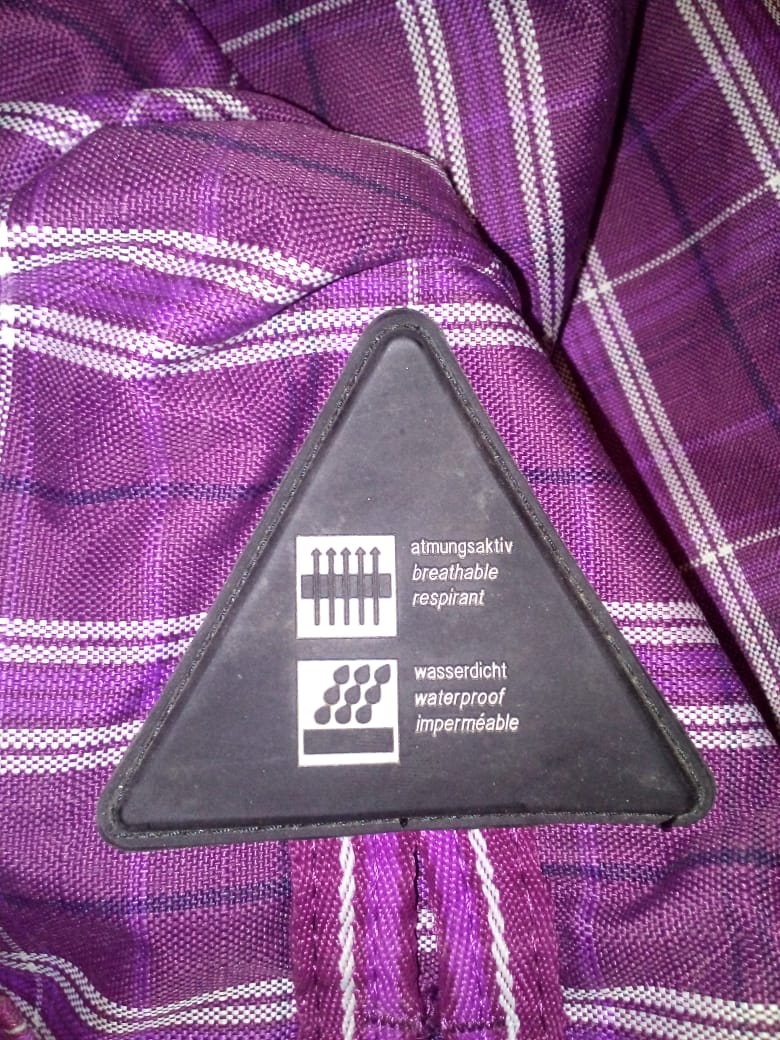 atmungsaktiv
breathable
respirant
wasserdicht
waterproof
imperméable